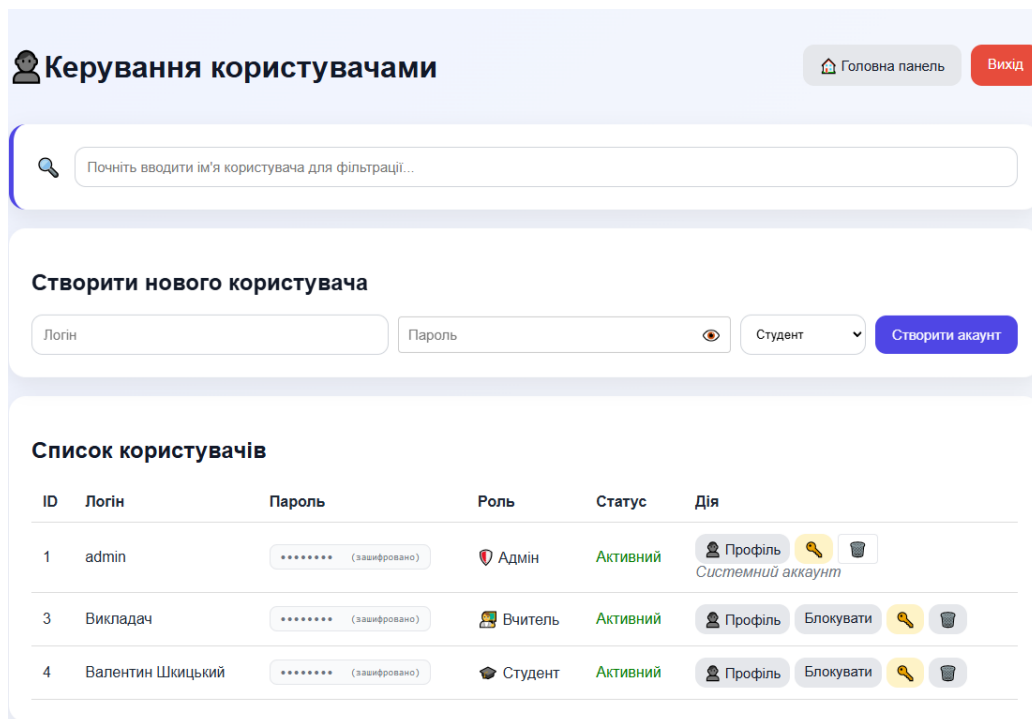 Керування користувачами
Головна панель
Вихід
Почніть вводити ім'я користувача для фільтрації...
Створити нового користувача
Логін
Пароль
Студент
Створити акаунт
Список користувачів
ID Логін Пароль Роль Статус Дія
1 admin •••••••• (зашифровано) Адмін Активний Профіль
Системний аккаунт
3 Викладач •••••••• (зашифровано) Вчитель Активний Профіль Блокувати
4 Валентин Шкицький •••••••• (зашифровано) Студент Активний Профіль Блокувати